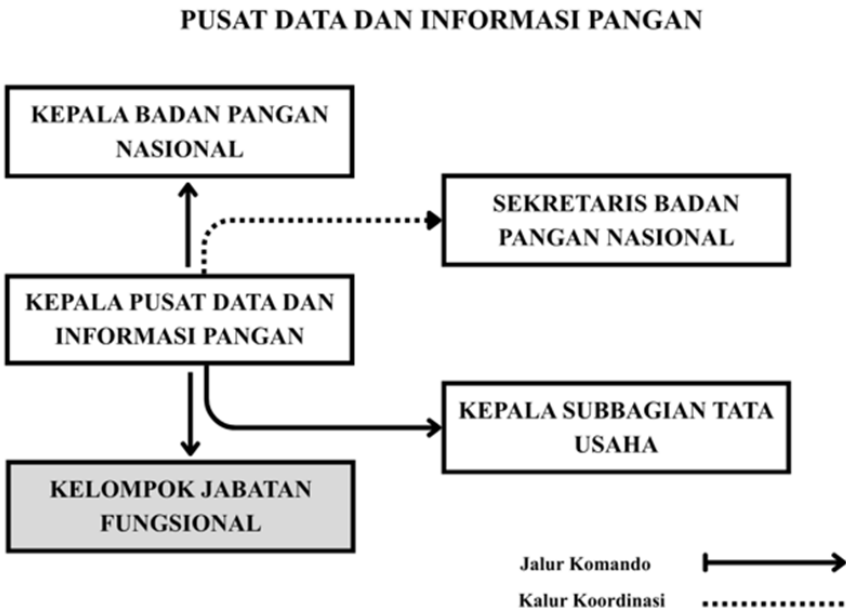 PUSAT DATA DAN INFORMASI PANGAN
KEPALA BADAN PANGAN
NASIONAL
SEKRETARIS BADAN
PANGAN NASIONAL
KEPALA PUSAT DATA DAN
INFORMASI PANGAN
KEPALA SUBBAGIAN TATA
USAHA
KELOMPOK JABATAN
FUNGSIONAL
Jalur Komando
Kalur Koordinasi